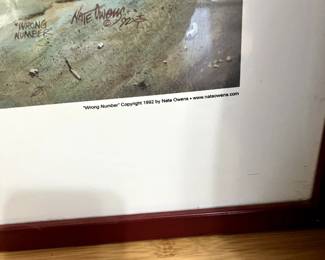 "WRONG
NUMBER"
NATE OWENS
"Wrong Number" Copyright 1992 by Nate Owens • www.nateowens.com